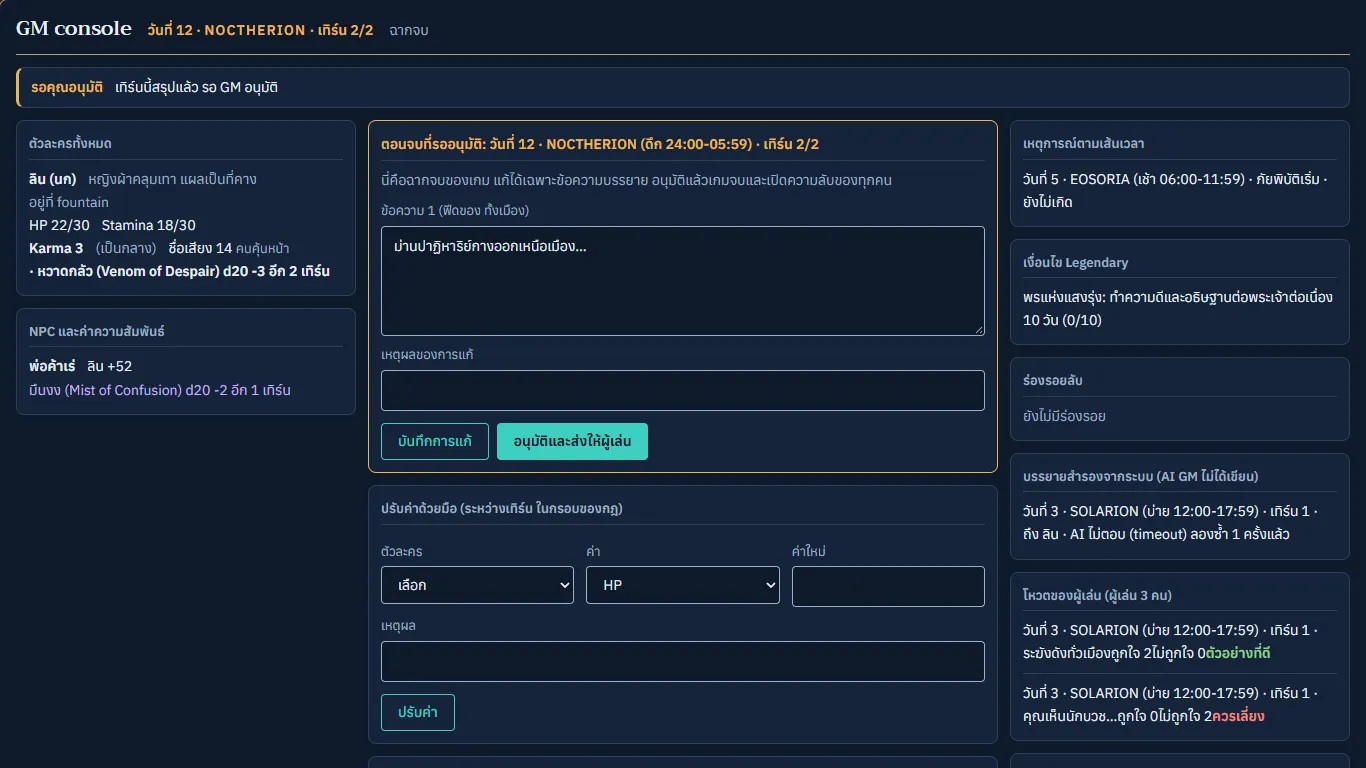 GM console วันที่ 12 · NOCTHERION · เทิร์น 2/2 ฉากจบ
รอคุณอนุมัติ เทิร์นนี้สรุปแล้ว รอ GM อนุมัติ
ตัวละครทั้งหมด
ลิน (นก) หญิงผ้าคลุมเทา แผลเป็นที่คาง
อยู่ที่ fountain
HP 22/30 Stamina 18/30
Karma 3 (เป็นกลาง) ชื่อเสียง 14 คนคุ้นหน้า
· หวาดกลัว (Venom of Despair) d20 -3 อีก 2 เทิร์น
NPC และค่าความสัมพันธ์
พ่อค้าเร่ ลิน +52
มึนงง (Mist of Confusion) d20 -2 อีก 1 เทิร์น
ตอนจบที่รออนุมัติ: วันที่ 12 · NOCTHERION (ดึก 24:00-05:59) · เทิร์น 2/2
นี่คือฉากจบของเกม แก้ได้เฉพาะข้อความบรรยาย อนุมัติแล้วเกมจบและเปิดความลับของทุกคน
ข้อความ 1 (ฟีดของ ทั้งเมือง)
ม่านปาฏิหาริย์กางออกเหนือเมือง...
เหตุผลของการแก้
บันทึกการแก้
อนุมัติและส่งให้ผู้เล่น
ปรับค่าด้วยมือ (ระหว่างเทิร์น ในกรอบของกฎ)
ตัวละคร ค่า ค่าใหม่
เลือก HP
เหตุผล
ปรับค่า
เหตุการณ์ตามเส้นเวลา
วันที่ 5 · EOSORIA (เช้า 06:00-11:59) · ภัยพิบัติเริ่ม ·
ยังไม่เกิด
เงื่อนไข Legendary
พรแห่งแสงรุ่ง: ทำความดีและอธิษฐานต่อพระเจ้าต่อเนื่อง
10 วัน (0/10)
ร่องรอยลับ
ยังไม่มีร่องรอย
บรรยายสำรองจากระบบ (AI GM ไม่ได้เขียน)
วันที่ 3 · SOLARION (บ่าย 12:00-17:59) · เทิร์น 1 ·
ถึง ลิน · AI ไม่ตอบ (timeout) ลองซ้ำ 1 ครั้งแล้ว
โหวตของผู้เล่น (ผู้เล่น 3 คน)
วันที่ 3 · SOLARION (บ่าย 12:00-17:59) · เทิร์น 1 ·
ระฆังดังทั่วเมืองถูกใจ 2ไม่ถูกใจ 0ตัวอย่างที่ดี
วันที่ 3 · SOLARION (บ่าย 12:00-17:59) · เทิร์น 1 ·
คุณเห็นนักบวช...ถูกใจ 0ไม่ถูกใจ 2ควรเลี่ยง